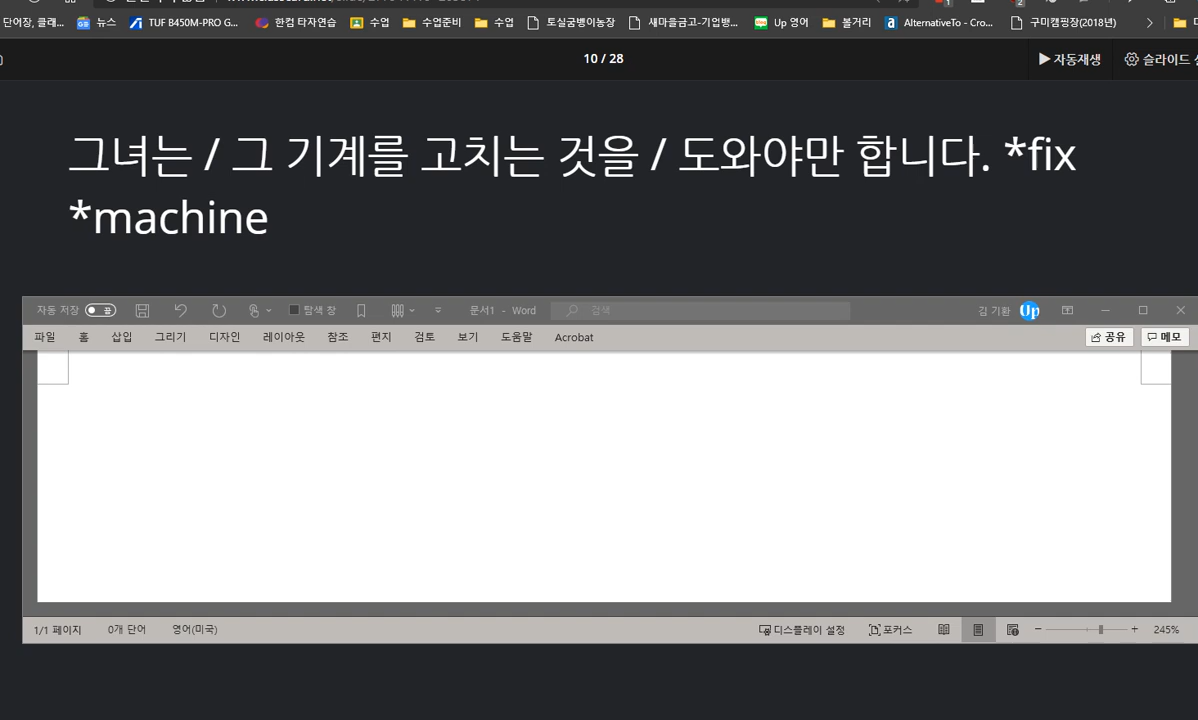 단어장, 클래... 뉴스 TUF B450M-PRO G... 한컴 타자연습 수업 수업준비 수업 토실굼벵이농장 새마을금고-기업뱅... Up 영어 볼거리 AlternativeTo - Cro... 구미캠핑장(2018년)
10 / 28 자동재생 슬라이드
그녀는 / 그 기계를 고치는 것을 / 도와야만 합니다. *fix
*machine
자동 저장 끔 탐색 창 문서1 - Word 검색 김 기환 Up
파일 홈 삽입 그리기 디자인 레이아웃 참조 편지 검토 보기 도움말 Acrobat 공유 메모
1/1 페이지 0개 단어 영어(미국) 디스플레이 설정 포커스 245%